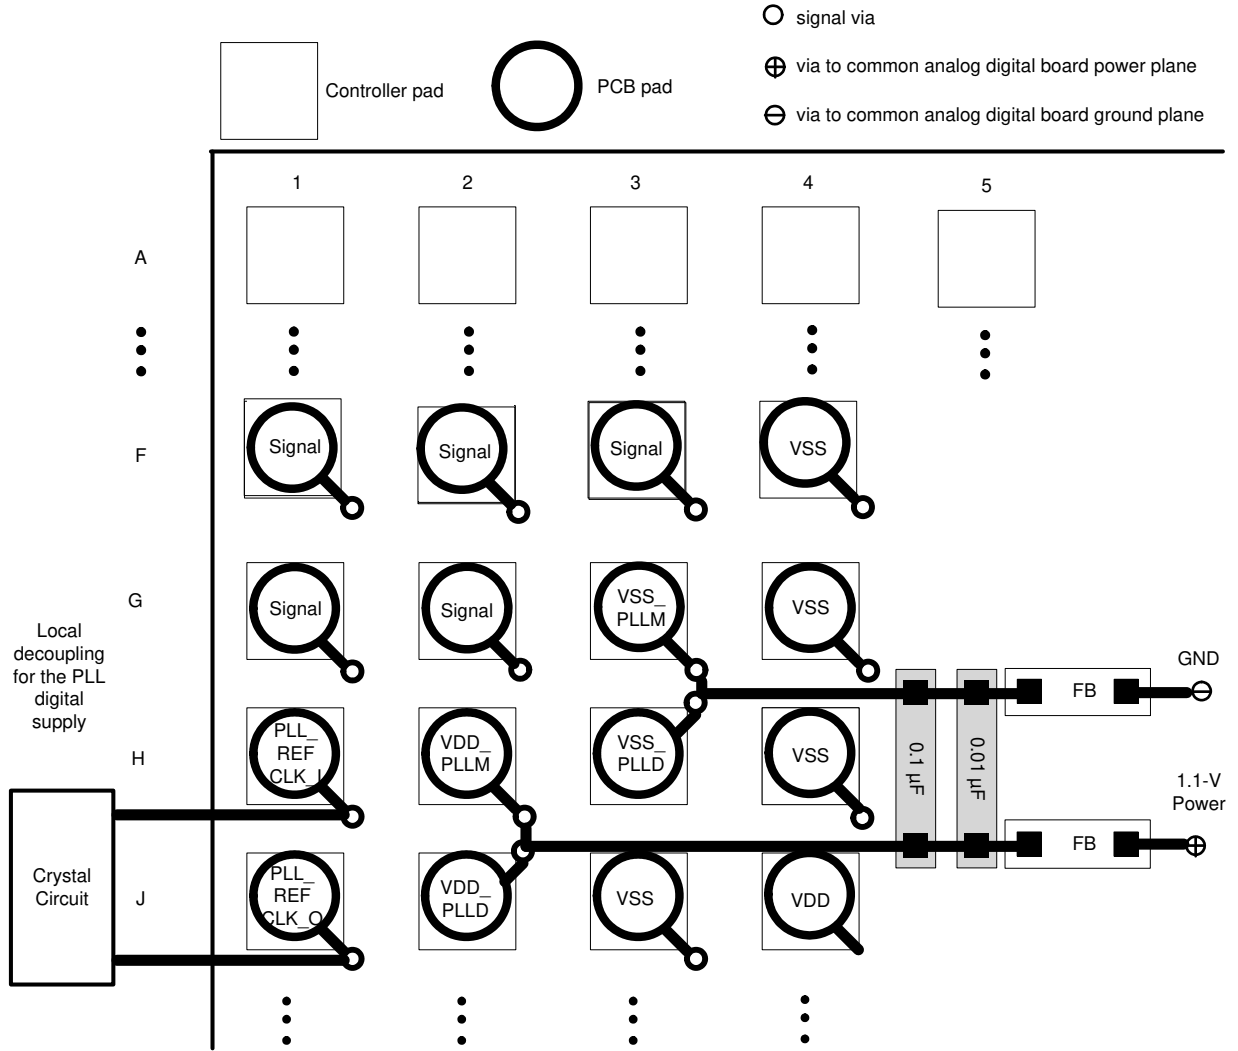 signal via
via to common analog digital board power plane
via to common analog digital board ground plane
Controller pad
PCB pad
1 2 3 4 5
A
F
Signal Signal Signal VSS
G
Signal Signal VSS_
PLLM
VSS
Local
decoupling
for the PLL
digital
supply
GND
FB
H
PLL_
REF
CLK_I
VDD_
PLLM
VSS_
PLLD
VSS
0.1 µF
0.01 µF
1.1-V
Power
FB
Crystal
Circuit
J
PLL_
REF
CLK_O
VDD_
PLLD
VSS
VDD